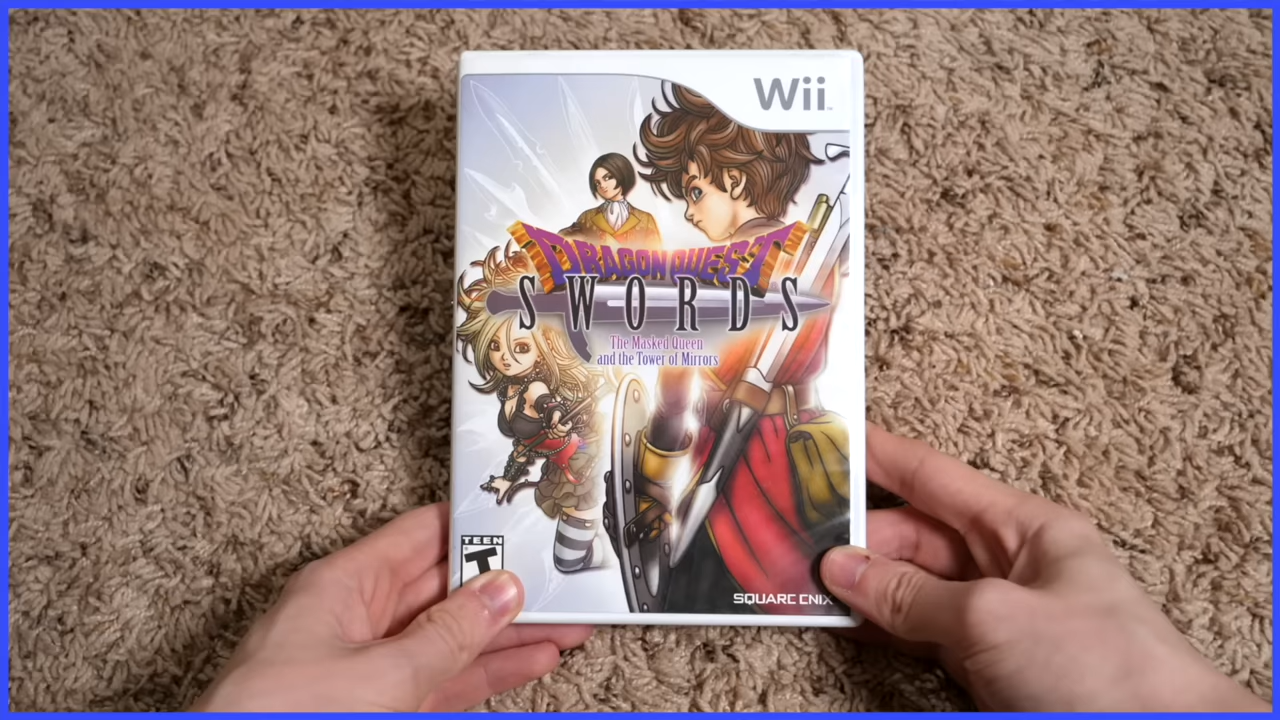 Wii
DRAGON QUEST
SWORDS
The Masked Queen
and the Tower of Mirrors
TEEN
T
SQUARE ENIX